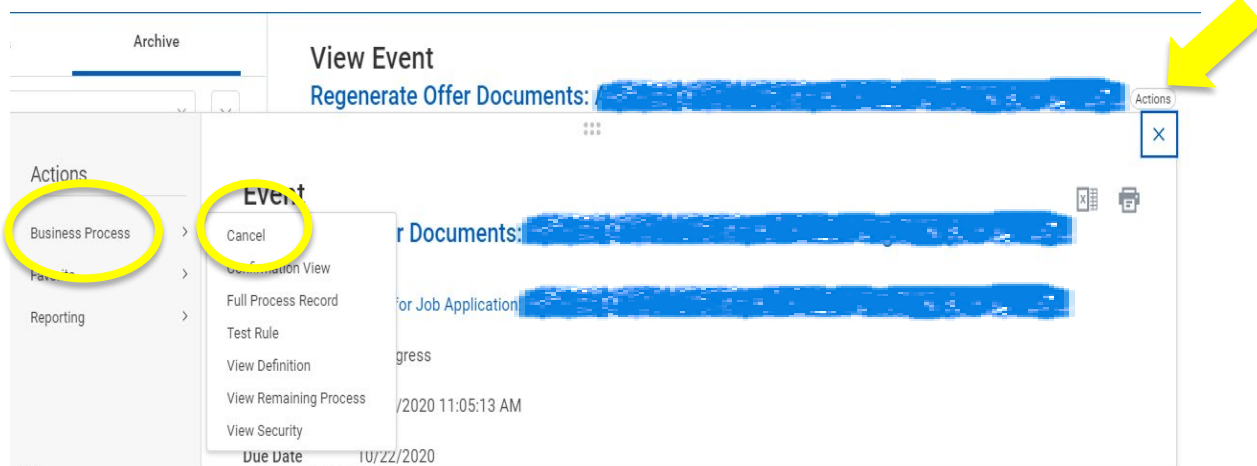 Archive
View Event
Regenerate Offer Documents:
Actions
Actions
Event
Business Process
Cancel
r Documents:
Favorite
Confirmation View
Full Process Record
for Job Application
Reporting
Test Rule
gress
View Definition
View Remaining Process
/2020 11:05:13 AM
View Security
Due Date 10/22/2020